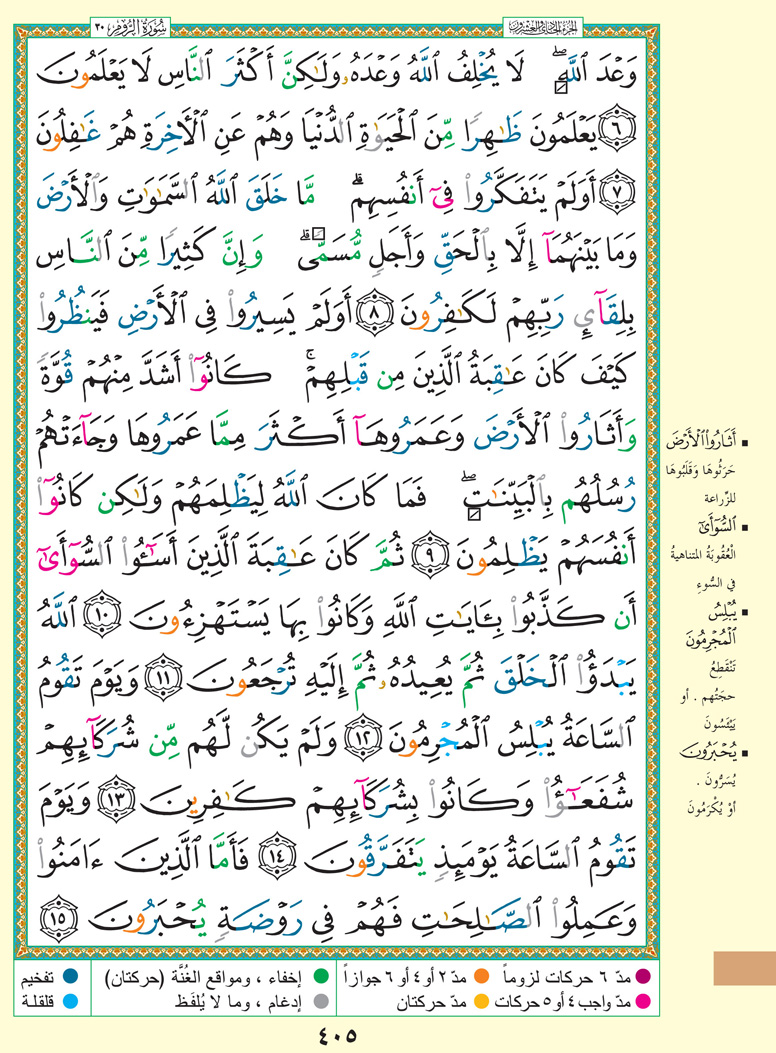 سُورَةُ الرُّومِ ٣٠
الجزء الحادي والعشرون
وَعْدَ ٱللَّهِ ۖ لَا يُخْلِفُ ٱللَّهُ وَعْدَهُۥ وَلَٰكِنَّ أَكْثَرَ ٱلنَّاسِ لَا يَعْلَمُونَ
٦ يَعْلَمُونَ ظَٰهِرًا مِّنَ ٱلْحَيَوٰةِ ٱلدُّنْيَا وَهُمْ عَنِ ٱلْأَخِرَةِ هُمْ غَٰفِلُونَ
٧ أَوَلَمْ يَتَفَكَّرُوا۟ فِىٓ أَنفُسِهِم ۗ مَّا خَلَقَ ٱللَّهُ ٱلسَّمَٰوَٰتِ وَٱلْأَرْضَ
وَمَا بَيْنَهُمَآ إِلَّا بِٱلْحَقِّ وَأَجَلٍ مُّسَمًّى ۗ وَإِنَّ كَثِيرًا مِّنَ ٱلنَّاسِ
بِلِقَآئِ رَبِّهِمْ لَكَٰفِرُونَ ٨ أَوَلَمْ يَسِيرُوا۟ فِى ٱلْأَرْضِ فَيَنظُرُوا۟
كَيْفَ كَانَ عَٰقِبَةُ ٱلَّذِينَ مِن قَبْلِهِمْ ۚ كَانُوٓا۟ أَشَدَّ مِنْهُمْ قُوَّةً
وَأَثَارُوا۟ ٱلْأَرْضَ وَعَمَرُوهَآ أَكْثَرَ مِمَّا عَمَرُوهَا وَجَآءَتْهُمْ
رُسُلُهُم بِٱلْبَيِّنَٰتِ ۖ فَمَا كَانَ ٱللَّهُ لِيَظْلِمَهُمْ وَلَٰكِن كَانُوٓا۟
أَنفُسَهُمْ يَظْلِمُونَ ٩ ثُمَّ كَانَ عَٰقِبَةَ ٱلَّذِينَ أَسَٰٓـُٔوا۟ ٱلسُّوٓأَىٰٓ
أَن كَذَّبُوا۟ بِـَٔايَٰتِ ٱللَّهِ وَكَانُوا۟ بِهَا يَسْتَهْزِءُونَ ١٠ ٱللَّهُ
يَبْدَؤُا۟ ٱلْخَلْقَ ثُمَّ يُعِيدُهُۥ ثُمَّ إِلَيْهِ تُرْجَعُونَ ١١ وَيَوْمَ تَقُومُ
ٱلسَّاعَةُ يُبْلِسُ ٱلْمُجْرِمُونَ ١٢ وَلَمْ يَكُن لَّهُم مِّن شُرَكَآئِهِمْ
شُفَعَٰٓؤُا۟ وَكَانُوا۟ بِشُرَكَآئِهِمْ كَٰفِرِينَ ١٣ وَيَوْمَ
تَقُومُ ٱلسَّاعَةُ يَوْمَئِذٍ يَتَفَرَّقُونَ ١٤ فَأَمَّا ٱلَّذِينَ ءَامَنُوا۟
وَعَمِلُوا۟ ٱلصَّٰلِحَٰتِ فَهُمْ فِى رَوْضَةٍ يُحْبَرُونَ ١٥
▪ أَثَارُوا۟ ٱلْأَرْضَ
حَرَثُوهَا وَقَلَبُوهَا
للزِّراعة
▪ ٱلسُّوٓأَىٰٓ
الْعُقُوبَةُ المتناهيةُ
في السُّوءِ
▪ يُبْلِسُ
ٱلْمُجْرِمُونَ
تَنْقَطِعُ
حجَتُهم . أو
يَيْئَسُونَ
▪ يُحْبَرُونَ
يُسَرُّونَ .
أوْ يُكْرَمُونَ
مدّ ٦ حركات لزوماً مدّ ٢ أو ٤ أو ٦ جوازاً إخفاء ، ومواقع الغُنَّة (حركتان) تفخيم
مدّ واجب ٤ أو ٥ حركات مدّ حركتان إدغام ، وما لا يُلفَظ قلقلة
٤٠٥